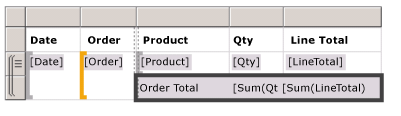 Date Order Product Qty Line Total
[Date] [Order] [Product] [Qty] [LineTotal]
Order Total [Sum(Qt [Sum(LineTotal)